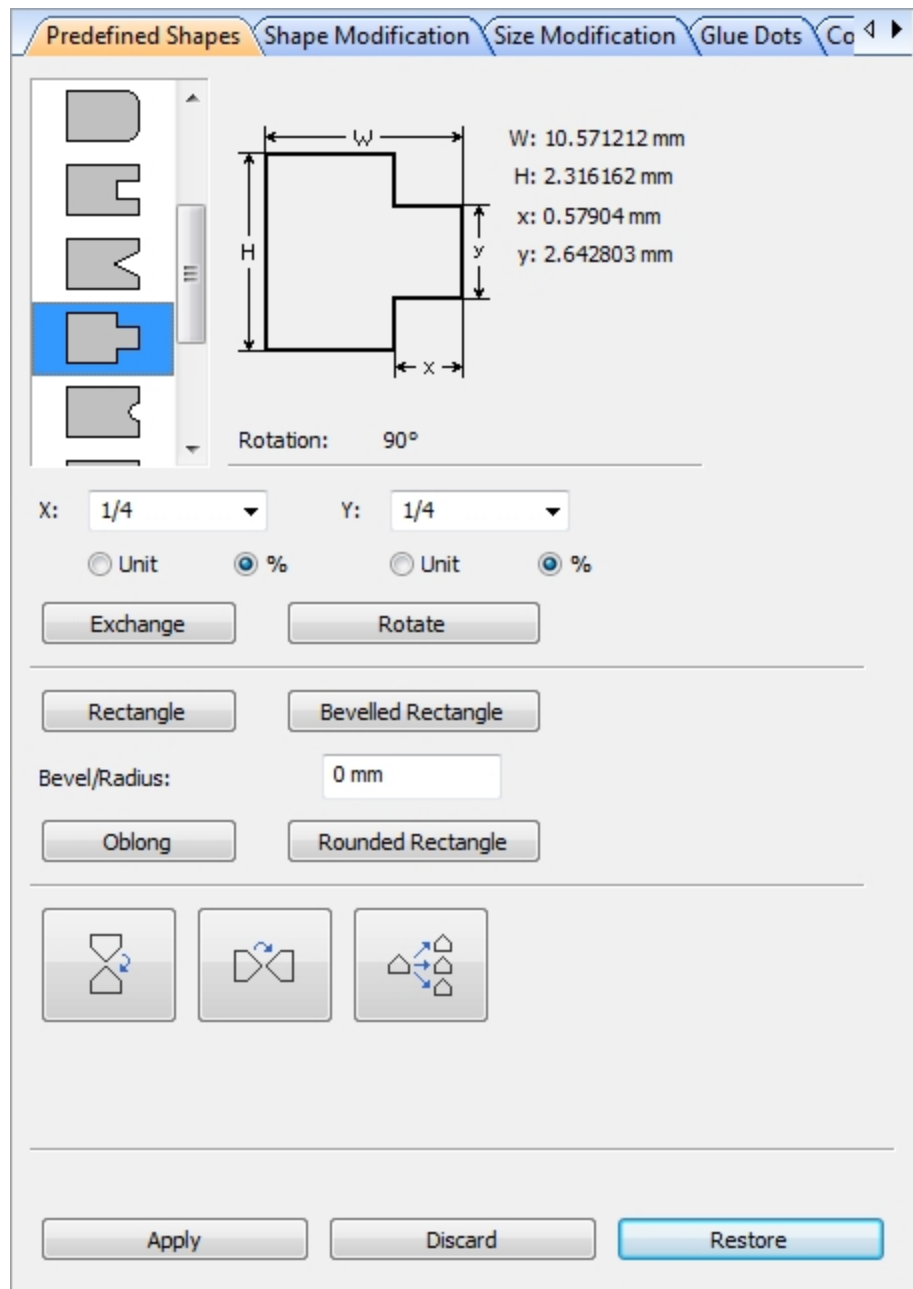 Predefined Shapes Shape Modification Size Modification Glue Dots Co
W
H
y
x
W: 10.571212 mm
H: 2.316162 mm
x: 0.57904 mm
y: 2.642803 mm
Rotation: 90°
X: 1/4 Y: 1/4
Unit % Unit %
Exchange Rotate
Rectangle Bevelled Rectangle
Bevel/Radius: 0 mm
Oblong Rounded Rectangle
Apply Discard Restore